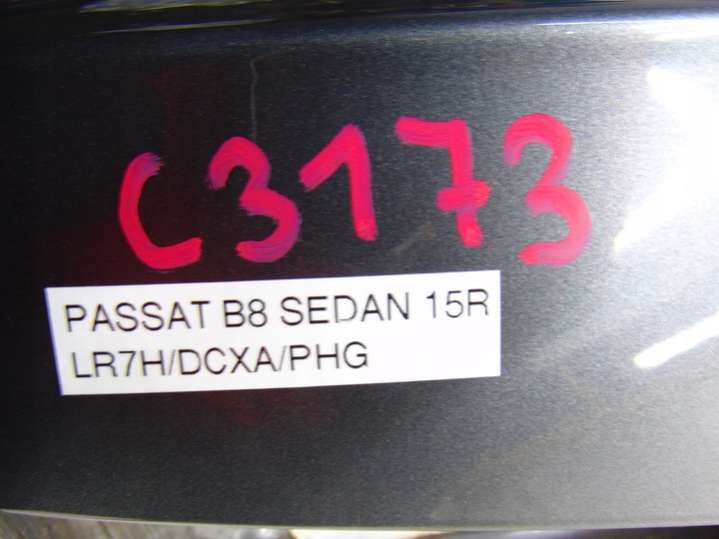 C3173
PASSAT B8 SEDAN 15R
LR7H/DCXA/PHG